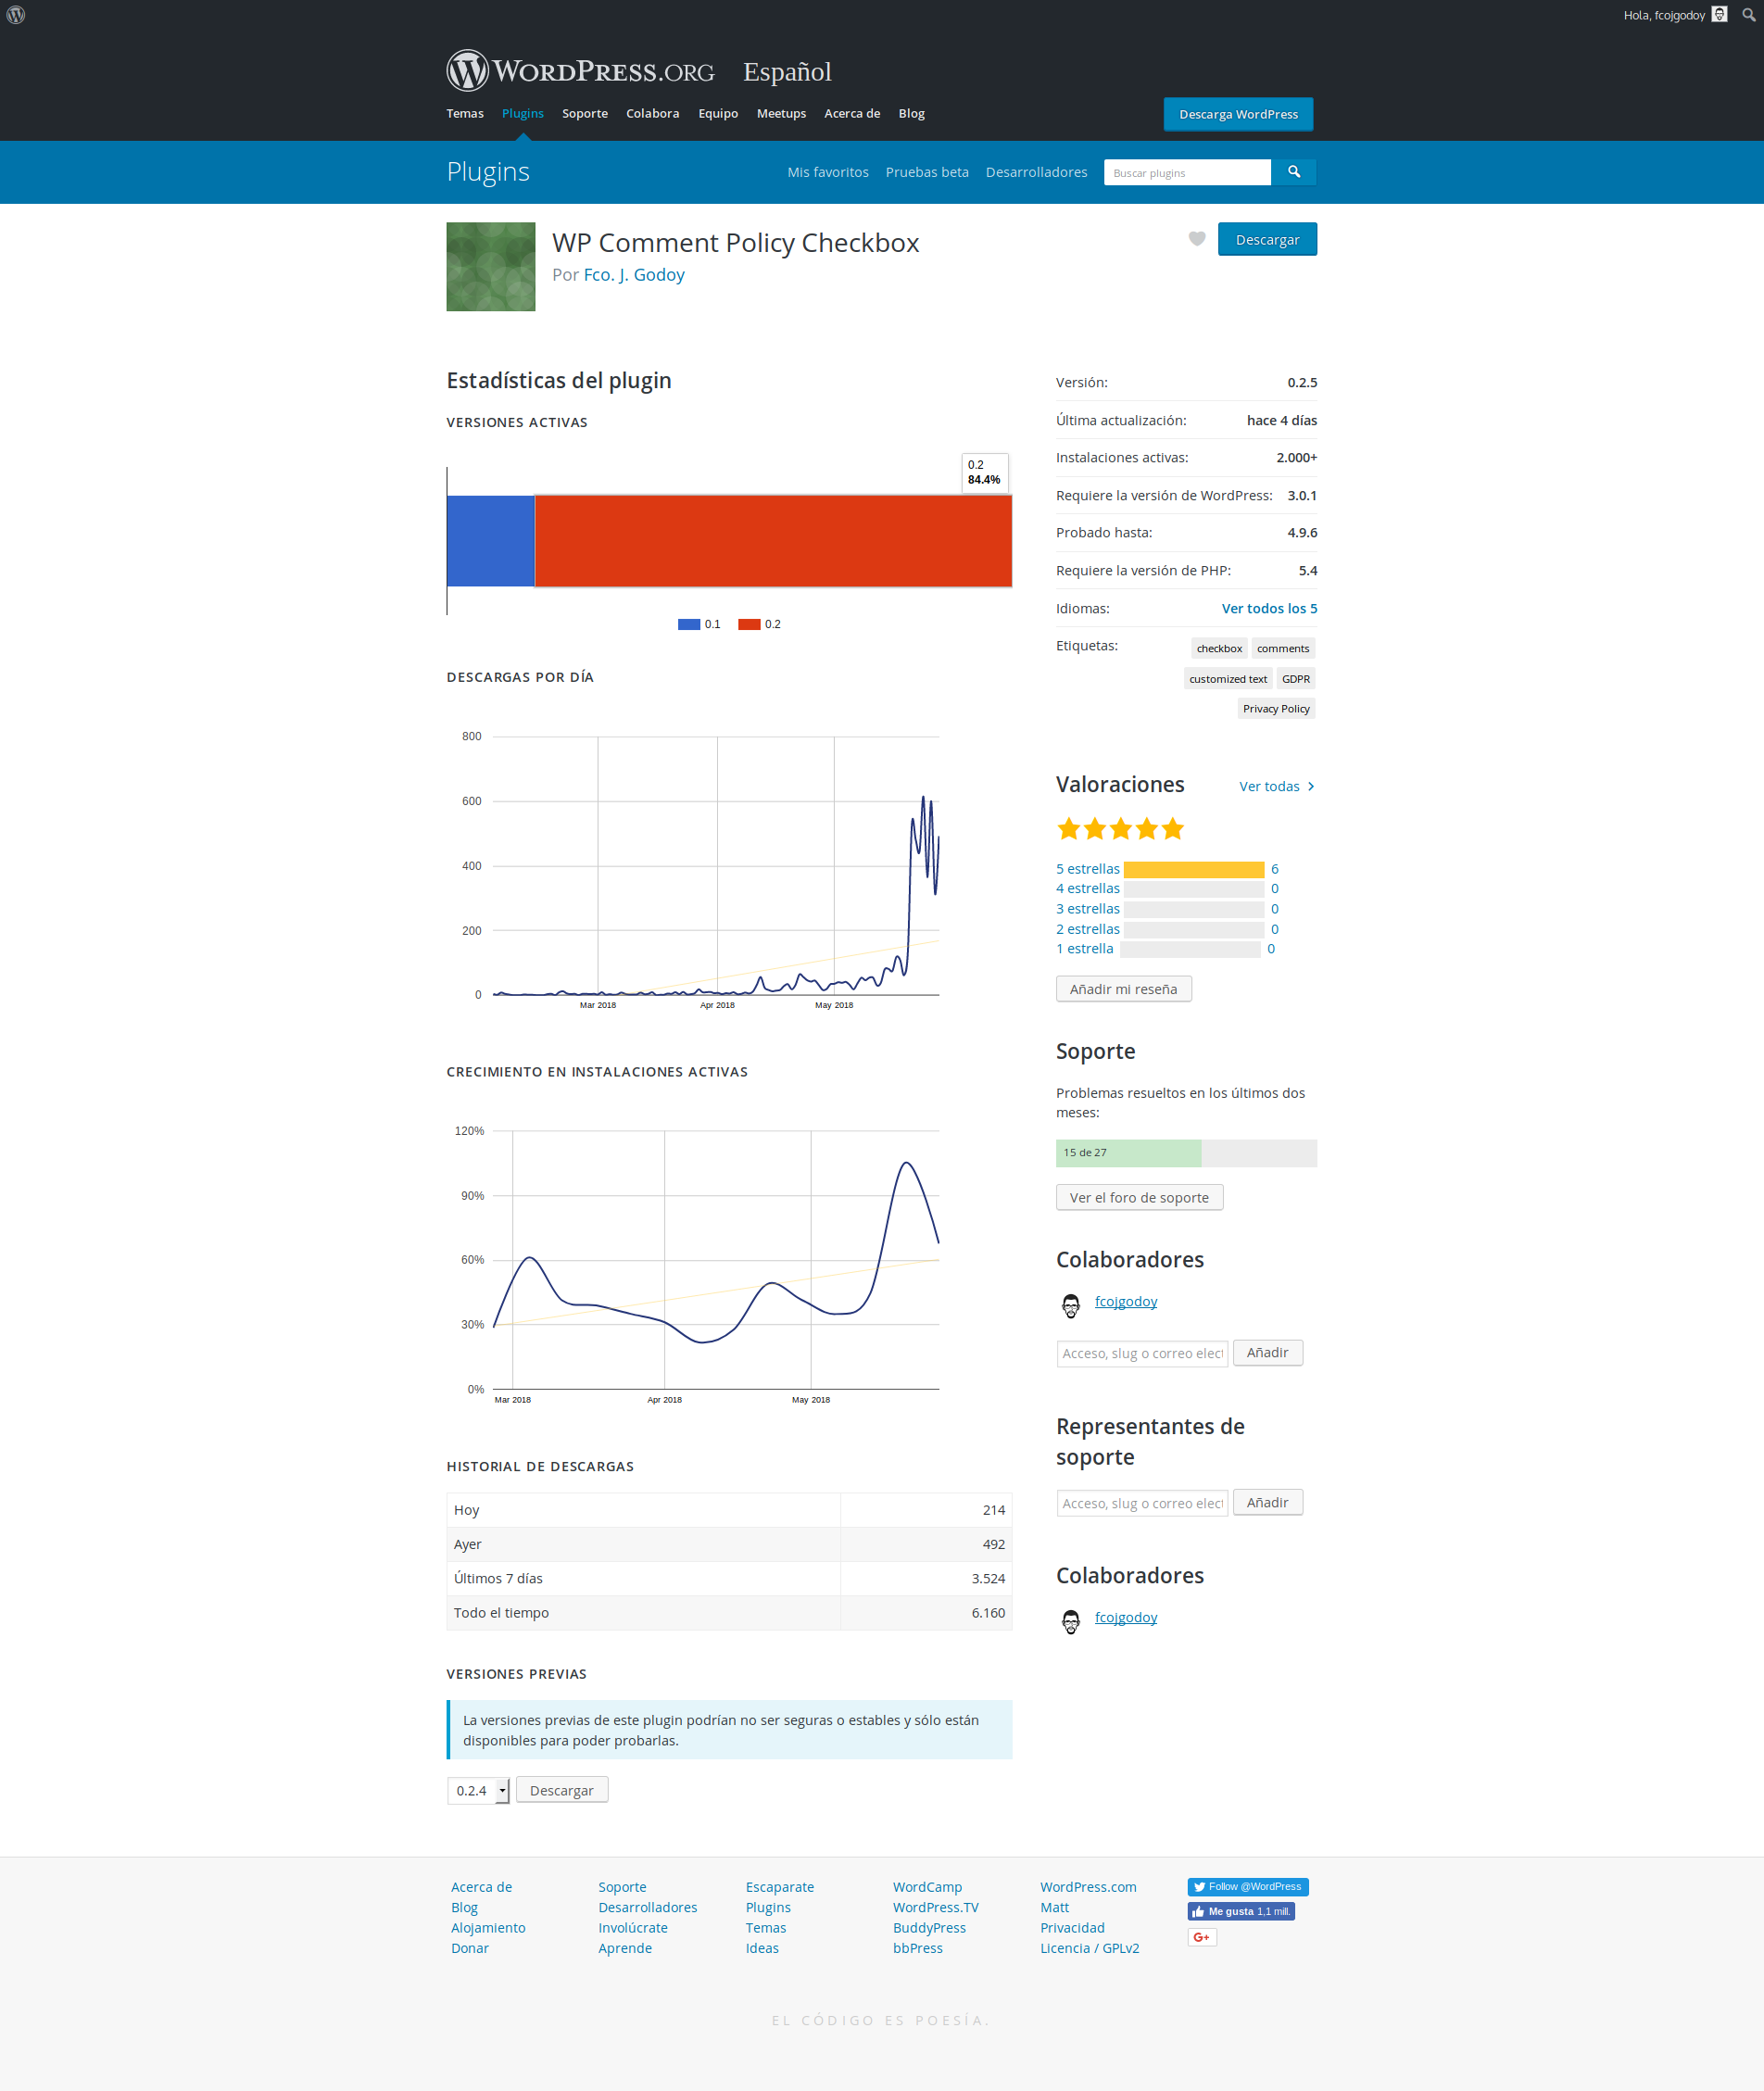 Hola, fcojgodoy
WORDPRESS.ORG Español
Temas Plugins Soporte Colabora Equipo Meetups Acerca de Blog Descarga WordPress
Plugins Mis favoritos Pruebas beta Desarrolladores Buscar plugins
WP Comment Policy Checkbox
Por Fco. J. Godoy
Descargar
Estadísticas del plugin
VERSIONES ACTIVAS
0.2
84.4%
0.1 0.2
DESCARGAS POR DÍA
800
600
400
200
0
Mar 2018 Apr 2018 May 2018
CRECIMIENTO EN INSTALACIONES ACTIVAS
120%
90%
60%
30%
0%
Mar 2018 Apr 2018 May 2018
HISTORIAL DE DESCARGAS
Hoy 214
Ayer 492
Últimos 7 días 3.524
Todo el tiempo 6.160
VERSIONES PREVIAS
La versiones previas de este plugin podrían no ser seguras o estables y sólo están
disponibles para poder probarlas.
0.2.4 Descargar
Versión: 0.2.5
Última actualización: hace 4 días
Instalaciones activas: 2.000+
Requiere la versión de WordPress: 3.0.1
Probado hasta: 4.9.6
Requiere la versión de PHP: 5.4
Idiomas: Ver todos los 5
Etiquetas: checkbox comments
customized text GDPR
Privacy Policy
Valoraciones Ver todas
5 estrellas 6
4 estrellas 0
3 estrellas 0
2 estrellas 0
1 estrella 0
Añadir mi reseña
Soporte
Problemas resueltos en los últimos dos
meses:
15 de 27
Ver el foro de soporte
Colaboradores
fcojgodoy
Acceso, slug o correo elect Añadir
Representantes de
soporte
Acceso, slug o correo elect Añadir
Colaboradores
fcojgodoy
Acerca de Soporte Escaparate WordCamp WordPress.com Follow @WordPress
Blog Desarrolladores Plugins WordPress.TV Matt Me gusta 1,1 mill.
Alojamiento Involúcrate Temas BuddyPress Privacidad G+
Donar Aprende Ideas bbPress Licencia / GPLv2
EL CÓDIGO ES POESÍA.